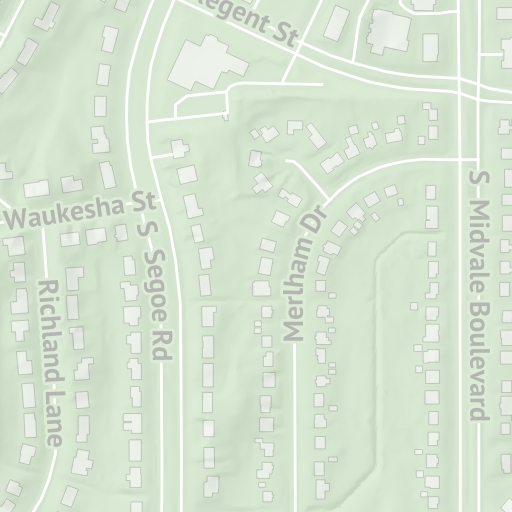 Regent St
Waukesha St
S Segoe Rd
Merlham Dr
S Midvale Boulevard
Richland Lane